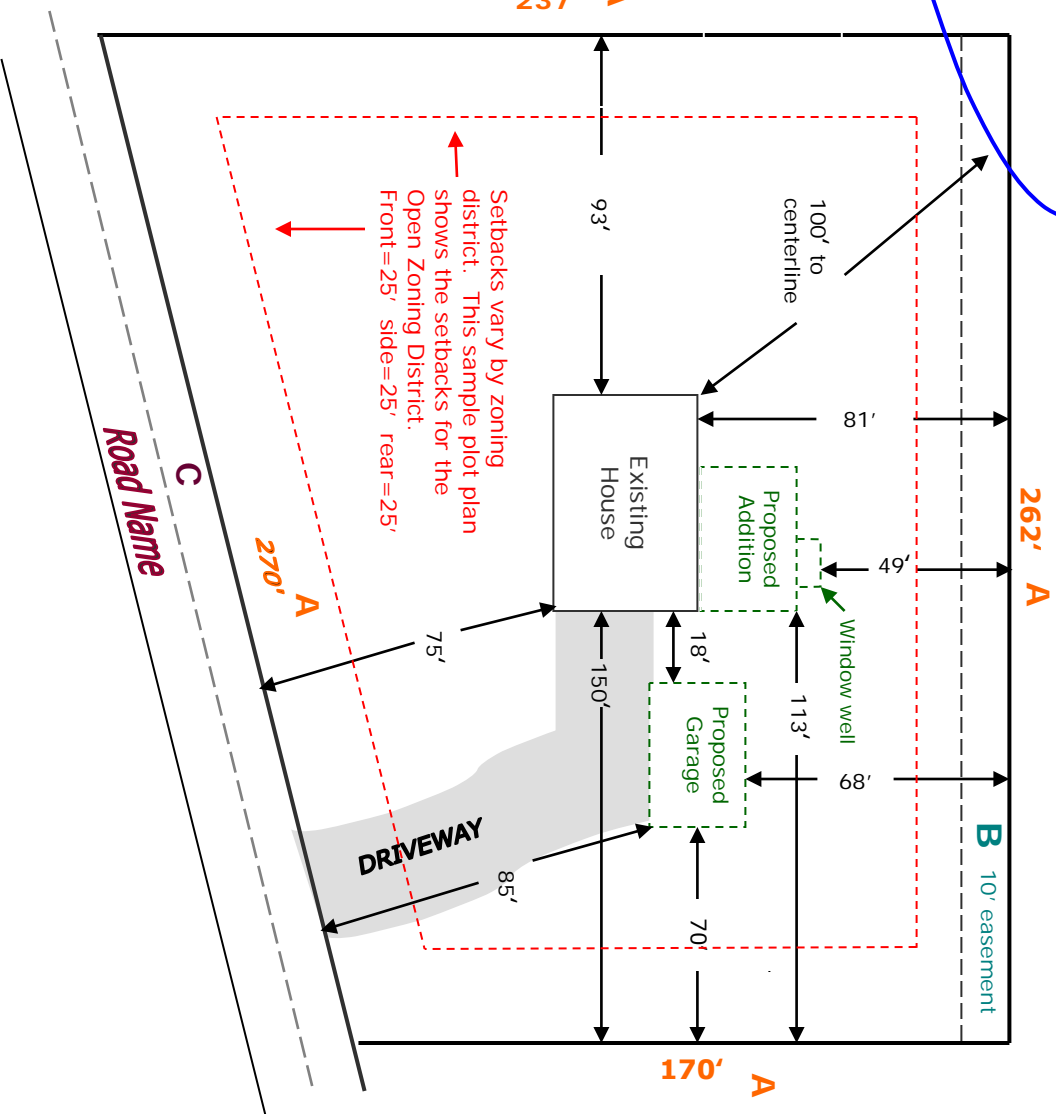 237' A
93'
100' to
centerline
Setbacks vary by zoning
district. This sample plot plan
shows the setbacks for the
Open Zoning District.
Front=25' side=25' rear=25'
81'
Existing
House
Proposed
Addition
49'
262' A
C
Road Name
270' A
75'
18'
150'
Window well
113'
Proposed
Garage
68'
B 10' easement
DRIVEWAY
85'
70'
170' A